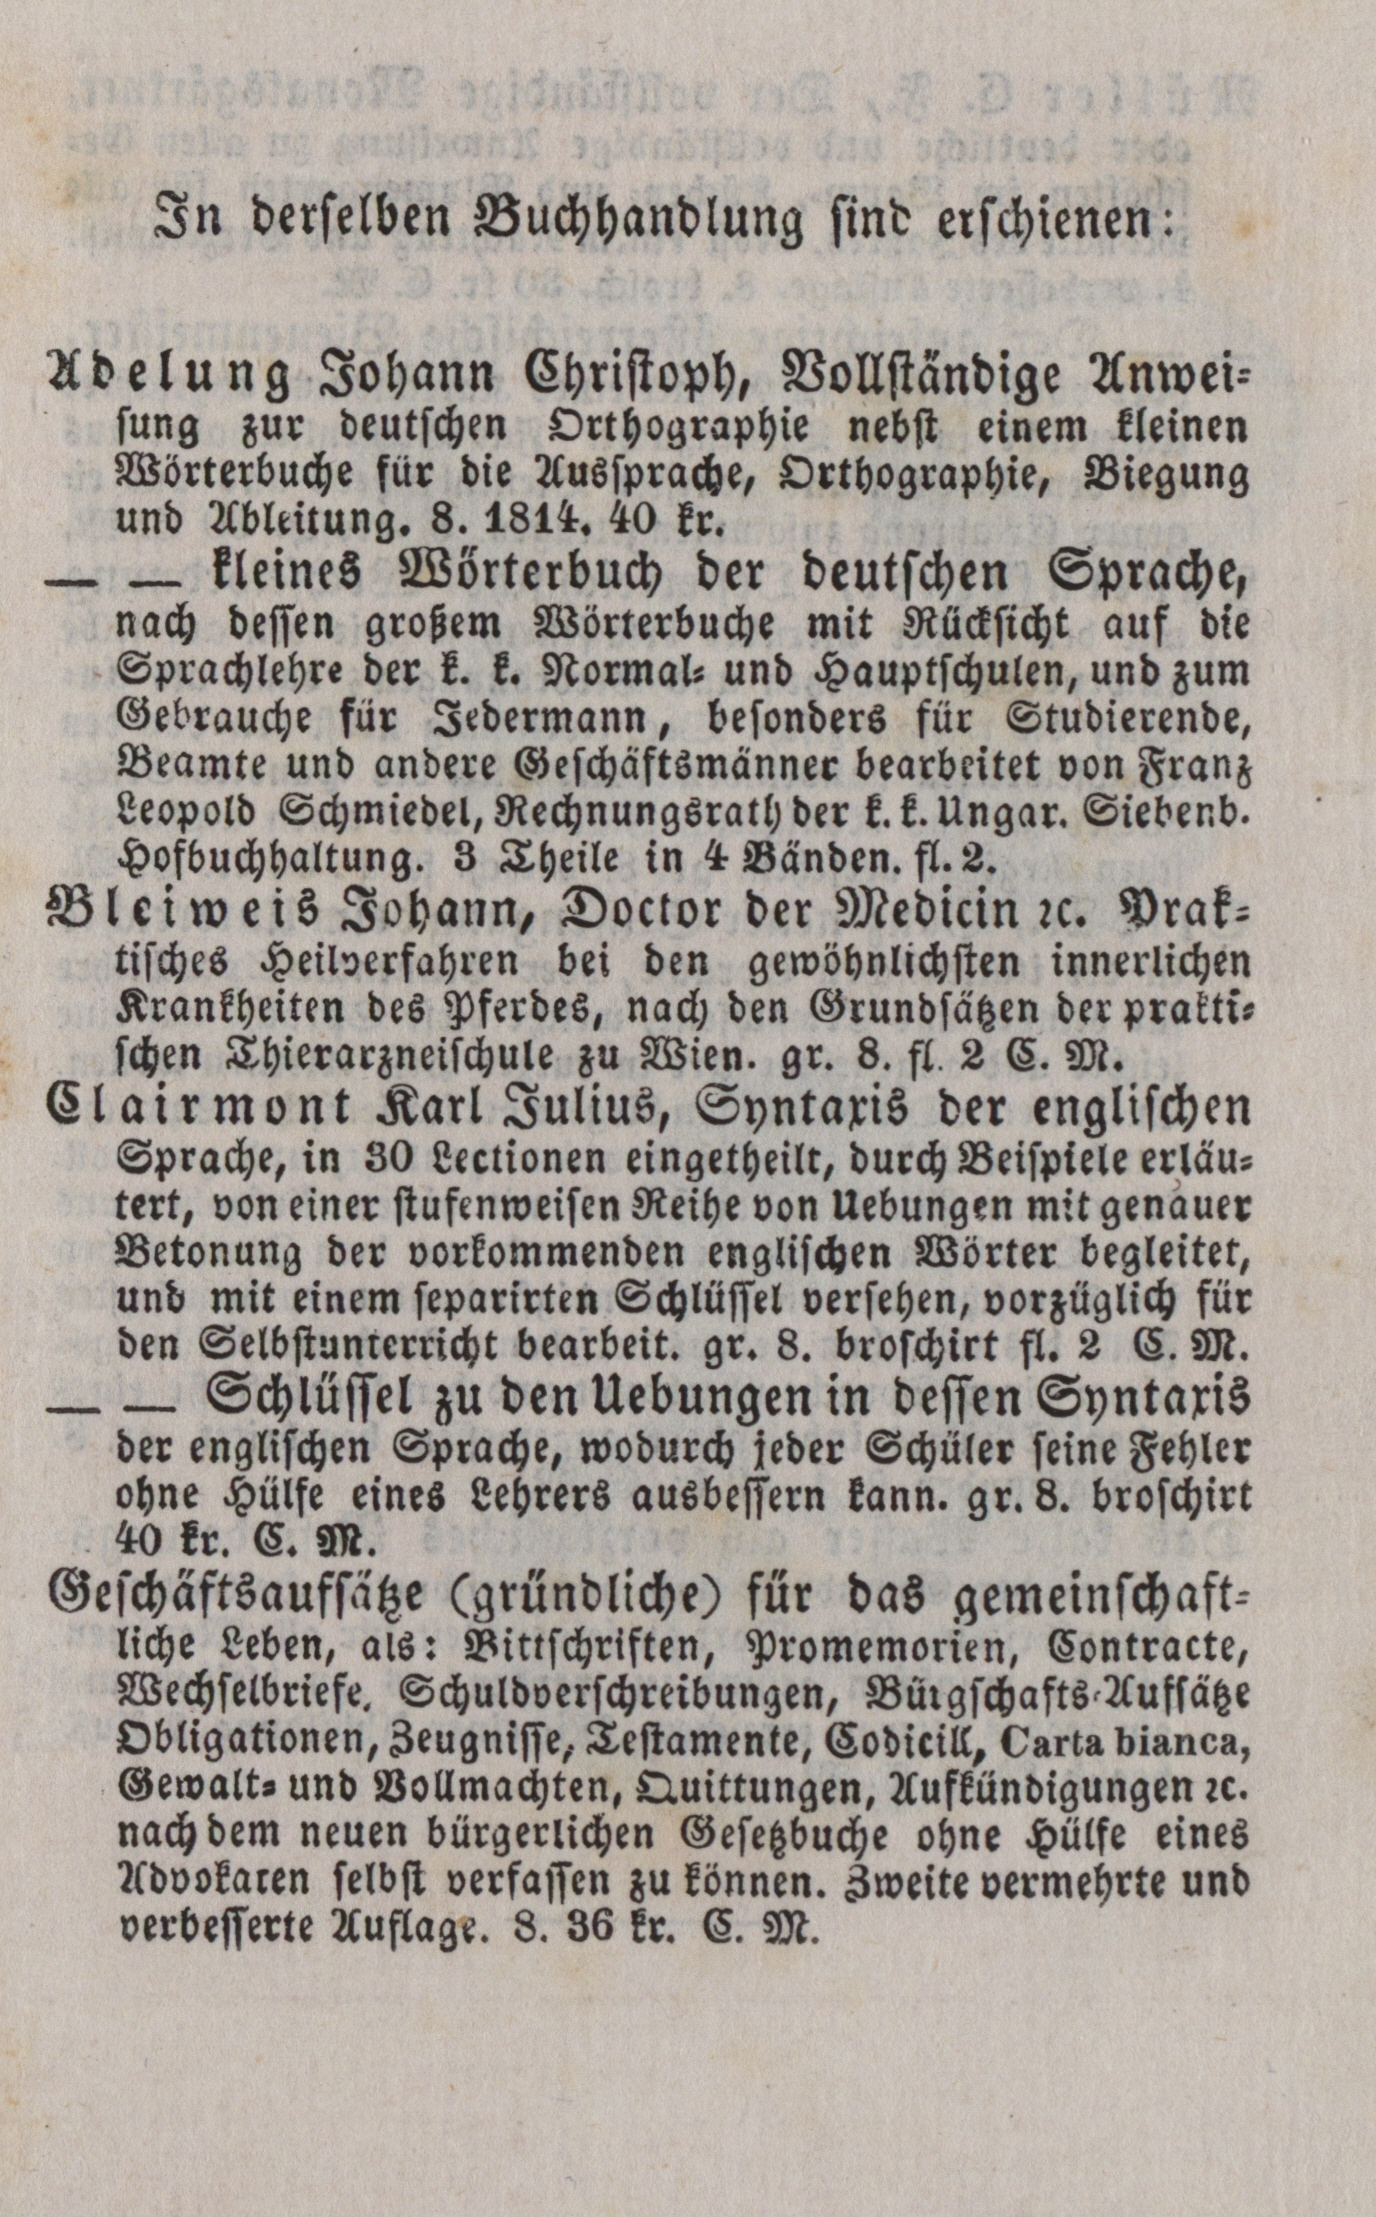 In derselben Buchhandlung sind erschienen:
Adelung Johann Christoph, Vollständige Anwei-
sung zur deutschen Orthographie nebst einem kleinen
Wörterbuche für die Aussprache, Orthographie, Biegung
und Ableitung. 8. 1814. 40 kr.
— — kleines Wörterbuch der deutschen Sprache,
nach dessen großem Wörterbuche mit Rücksicht auf die
Sprachlehre der k. k. Normal- und Hauptschulen, und zum
Gebrauche für Jedermann, besonders für Studierende,
Beamte und andere Geschäftsmänner bearbeitet von Franz
Leopold Schmiedel, Rechnungsrath der k. k. Ungar. Siebenb.
Hofbuchhaltung. 3 Theile in 4 Bänden. fl. 2.
Bleiweis Johann, Doctor der Medicin ꝛc. Prak-
tisches Heilverfahren bei den gewöhnlichsten innerlichen
Krankheiten des Pferdes, nach den Grundsätzen der prakti-
schen Thierarzneischule zu Wien. gr. 8. fl. 2 C. M.
Clairmont Karl Julius, Syntaxis der englischen
Sprache, in 30 Lectionen eingetheilt, durch Beispiele erläu-
tert, von einer stufenweisen Reihe von Uebungen mit genauer
Betonung der vorkommenden englischen Wörter begleitet,
und mit einem separirten Schlüssel versehen, vorzüglich für
den Selbstunterricht bearbeit. gr. 8. broschirt fl. 2 C. M.
— — Schlüssel zu den Uebungen in dessen Syntaxis
der englischen Sprache, wodurch jeder Schüler seine Fehler
ohne Hülfe eines Lehrers ausbessern kann. gr. 8. broschirt
40 kr. C. M.
Geschäftsaufsätze (gründliche) für das gemeinschaft-
liche Leben, als: Bittschriften, Promemorien, Contracte,
Wechselbriefe. Schuldverschreibungen, Bürgschafts-Aufsätze
Obligationen, Zeugnisse, Testamente, Codicill, Carta bianca,
Gewalt- und Vollmachten, Quittungen, Aufkündigungen ꝛc.
nach dem neuen bürgerlichen Gesetzbuche ohne Hülfe eines
Advokaten selbst verfassen zu können. Zweite vermehrte und
verbesserte Auflage. 8. 36 kr. C. M.